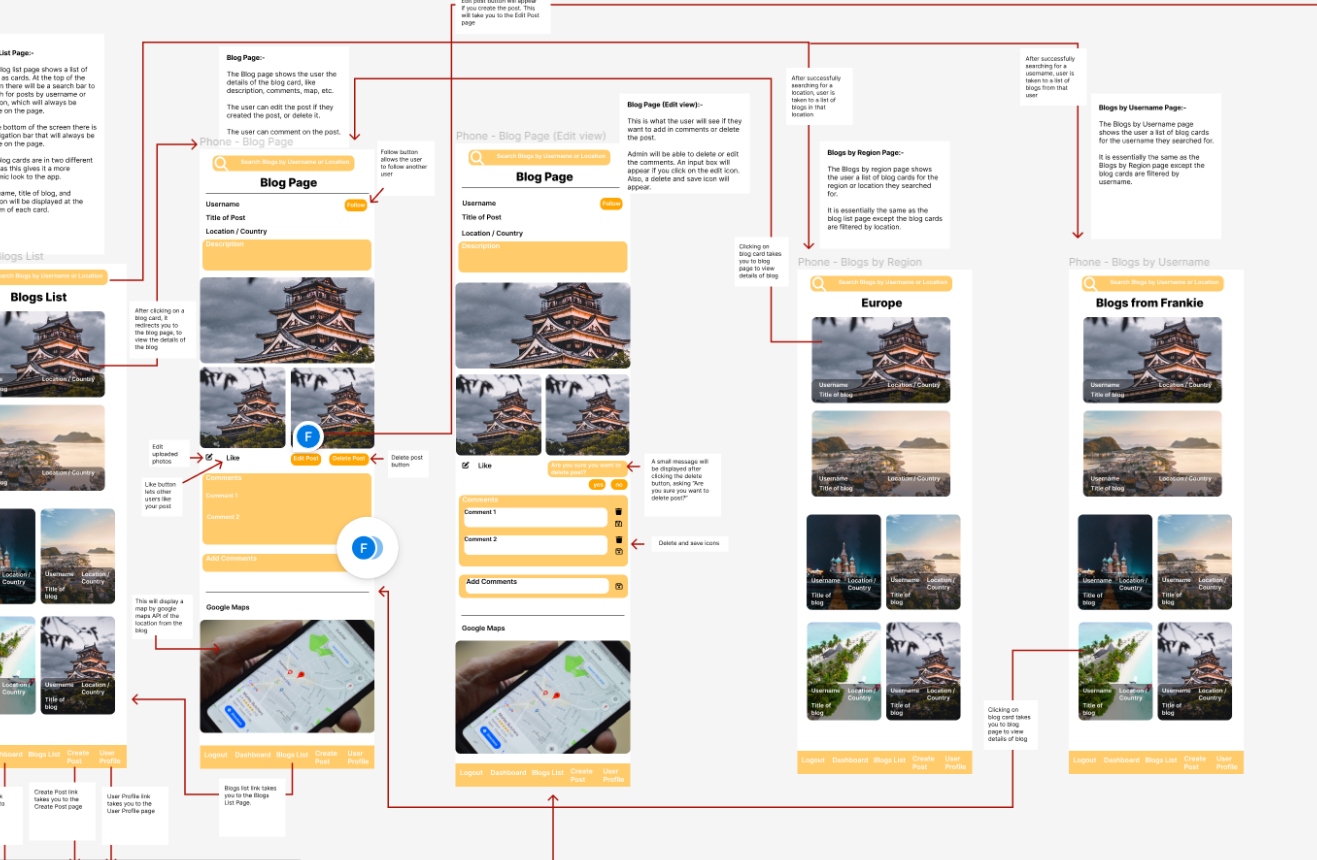 Edit post button will appear
if you create the post. This
will take you to the Edit Post
page
List Page:-
log list page shows a list of
as cards. At the top of the
n there will be a search bar to
h for posts by username or
on, which will always be
e on the page.
e bottom of the screen there is
vigation bar that will always be
e on the page.
log cards are in two different
as this gives it a more
mic look to the app.
ame, title of blog, and
on will be displayed at the
m of each card.
Blogs List
earch Blogs by Username or Location
Blogs List
Location / Country
og
Location / Country
Location /
Country
Username
Location /
Country
Title of
blog
Location /
Country
Username
Location /
Country
Title of
blog
hboard
Blogs List
Create
Post
User
Profile
k
o
Create Post link
takes you to the
Create Post page
User Profile link
takes you to the
User Profile page
After clicking on a
blog card, it
redirects you to
the blog page, to
view the details of
the blog
Blog Page:-
The Blog page shows the user the
details of the blog card, like
description, comments, map, etc.
The user can edit the post if they
created the post, or delete it.
The user can comment on the post.
Phone - Blog Page
Search Blogs by Username or Location
Blog Page
Username
Follow
Title of Post
Location / Country
Description
F
Like
Edit Post
Delete Post
Comments
Comment 1
Comment 2
F
Add Comments
Google Maps
Logout
Dashboard
Blogs List
Create
Post
User
Profile
Follow button
allows the user
to follow another
user
Edit
uploaded
photos
Like button
lets other
users like
your post
Delete post
button
This will display a
map by google
maps API of the
location from the
blog
Blogs list link takes
you to the Blogs
List Page.
Phone - Blog Page (Edit view)
Search Blogs by Username or Location
Blog Page
Username
Follow
Title of Post
Location / Country
Description
Like
Are you sure you want to
delete post?
yes
no
Comments
Comment 1
Comment 2
Add Comments
Google Maps
Logout
Dashboard
Blogs List
Create
Post
User
Profile
Blog Page (Edit view):-
This is what the user will see if they
want to add in comments or delete
the post.
Admin will be able to delete or edit
the comments. An input box will
appear if you click on the edit icon.
Also, a delete and save icon will
appear.
A small message will
be displayed after
clicking the delete
button, asking "Are
you sure you want to
delete post?"
Delete and save icons
After successfully
searching for a
location, user is
taken to a list of
blogs in that
location
Blogs by Region Page:-
The Blogs by region page shows
the user a list of blog cards for the
region or location they searched
for.
It is essentially the same as the
blog list page except the blog cards
are filtered by location.
Clicking on
blog card takes
you to blog
page to view
details of blog
Phone - Blogs by Region
Search Blogs by Username or Location
Europe
Username
Location / Country
Title of blog
Username
Location / Country
Title of blog
Username
Location /
Country
Title of
blog
Username
Location /
Country
Title of
blog
Username
Location /
Country
Title of
blog
Username
Location /
Country
Title of
blog
Logout
Dashboard
Blogs List
Create
Post
User
Profile
After successfully
searching for a
username, user is
taken to a list of
blogs from that
user
Blogs by Username Page:-
The Blogs by Username page
shows the user a list of blog cards
for the username they searched for.
It is essentially the same as the
Blogs by Region page except the
blog cards are filtered by
username.
Phone - Blogs by Username
Search Blogs by Username or Location
Blogs from Frankie
Username
Location / Country
Title of blog
Username
Location / Country
Title of blog
Username
Location /
Country
Title of
blog
Username
Location /
Country
Title of
blog
Username
Location /
Country
Title of
blog
Username
Location /
Country
Title of
blog
Logout
Dashboard
Blogs List
Create
Post
User
Profile
Clicking on
blog card takes
you to blog
page to view
details of blog